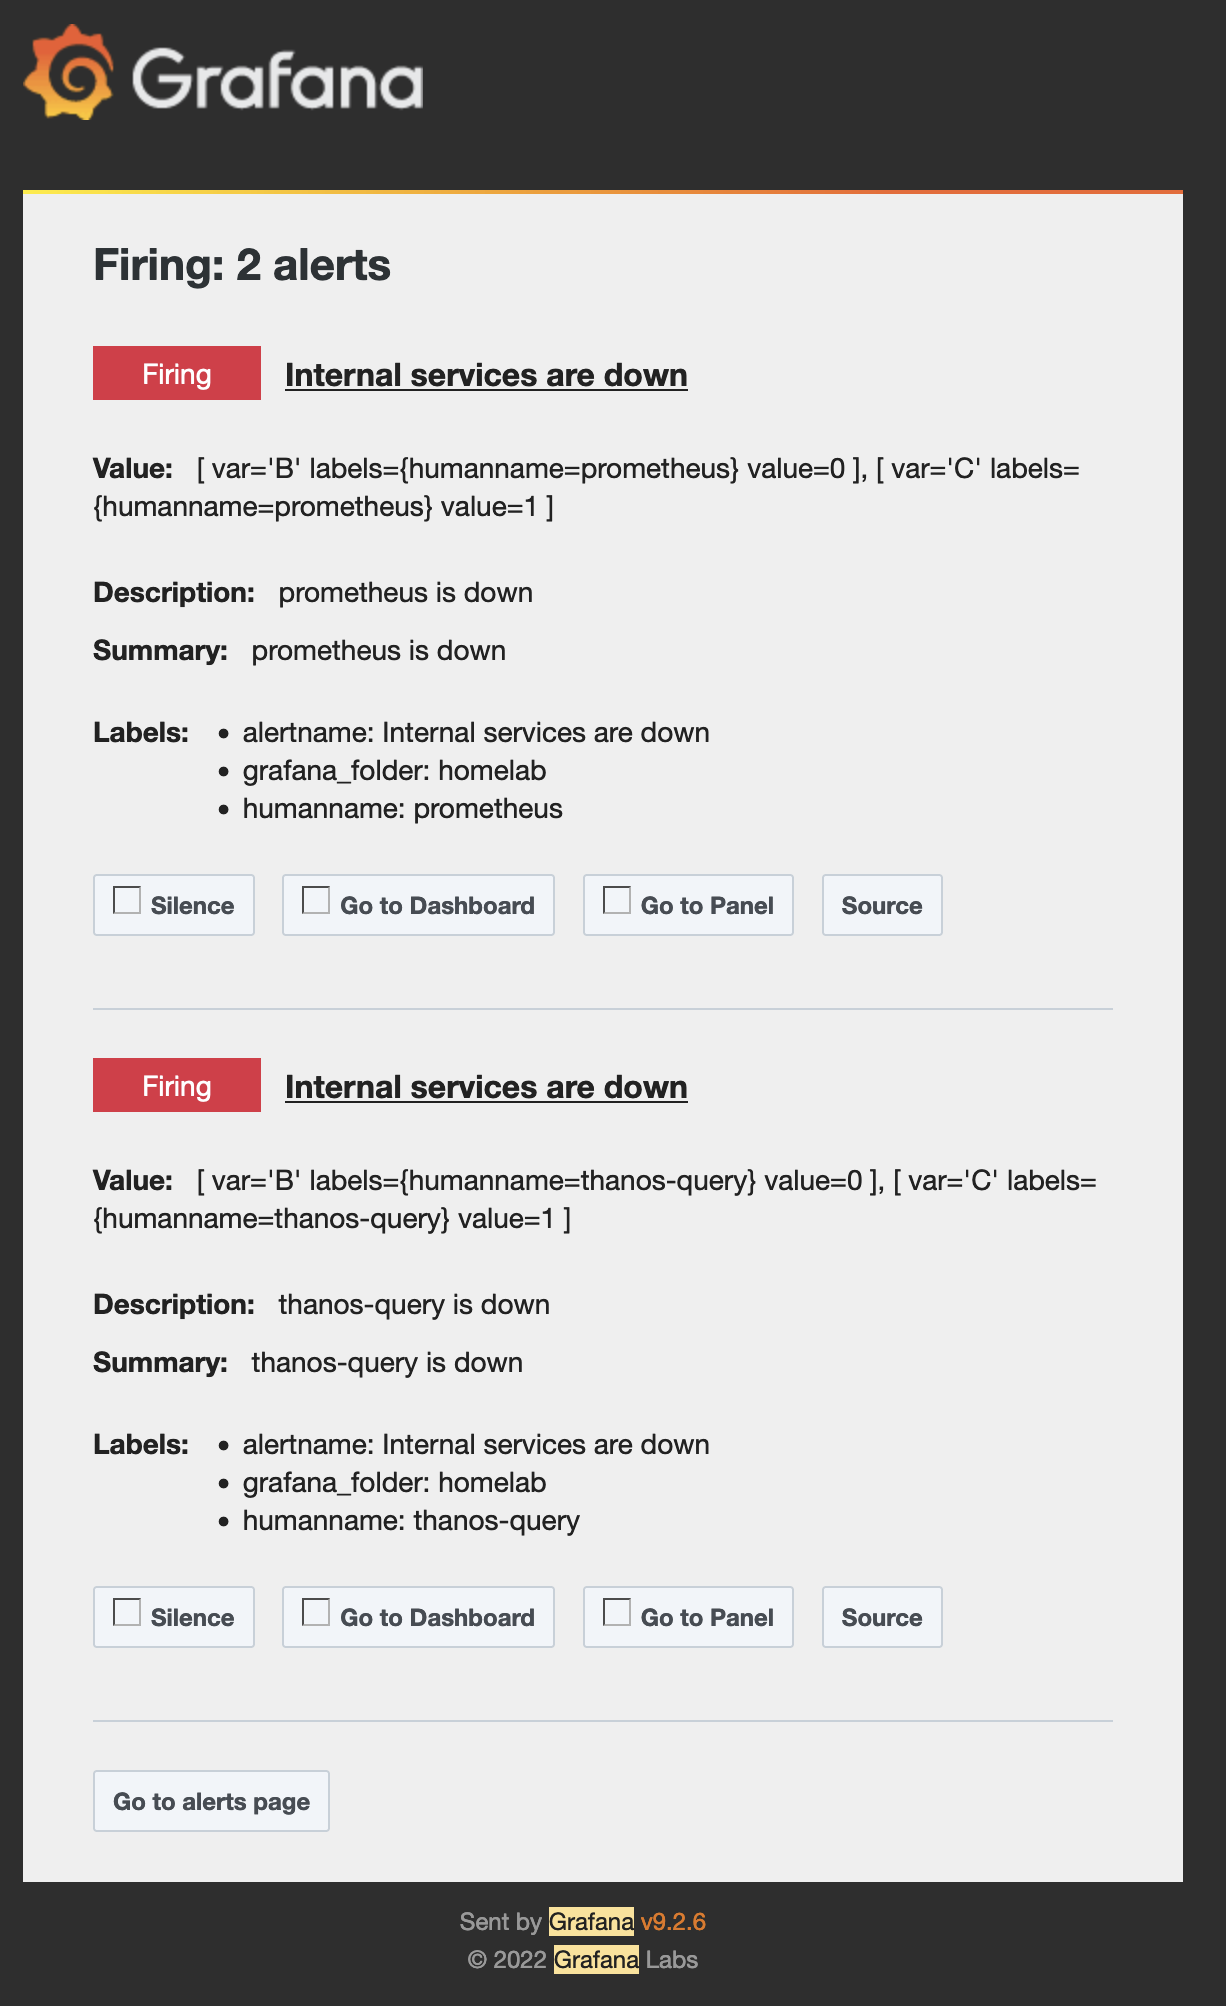 Grafana
Firing: 2 alerts
Firing Internal services are down
Value: [ var='B' labels={humanname=prometheus} value=0 ], [ var='C' labels=
{humanname=prometheus} value=1 ]
Description: prometheus is down
Summary: prometheus is down
Labels: • alertname: Internal services are down
• grafana_folder: homelab
• humanname: prometheus
Silence Go to Dashboard Go to Panel Source
Firing Internal services are down
Value: [ var='B' labels={humanname=thanos-query} value=0 ], [ var='C' labels=
{humanname=thanos-query} value=1 ]
Description: thanos-query is down
Summary: thanos-query is down
Labels: • alertname: Internal services are down
• grafana_folder: homelab
• humanname: thanos-query
Silence Go to Dashboard Go to Panel Source
Go to alerts page
Sent by Grafana v9.2.6
© 2022 Grafana Labs